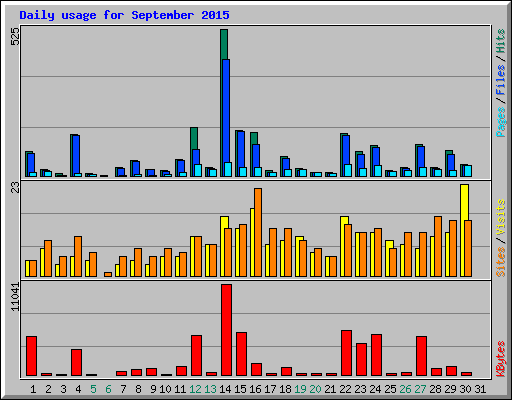 Daily usage for September 2015
525
Pages / Files / Hits
23
Sites / Visits
11041
KBytes
1 2 3 4 5 6 7 8 9 10 11 12 13 14 15 16 17 18 19 20 21 22 23 24 25 26 27 28 29 30 31